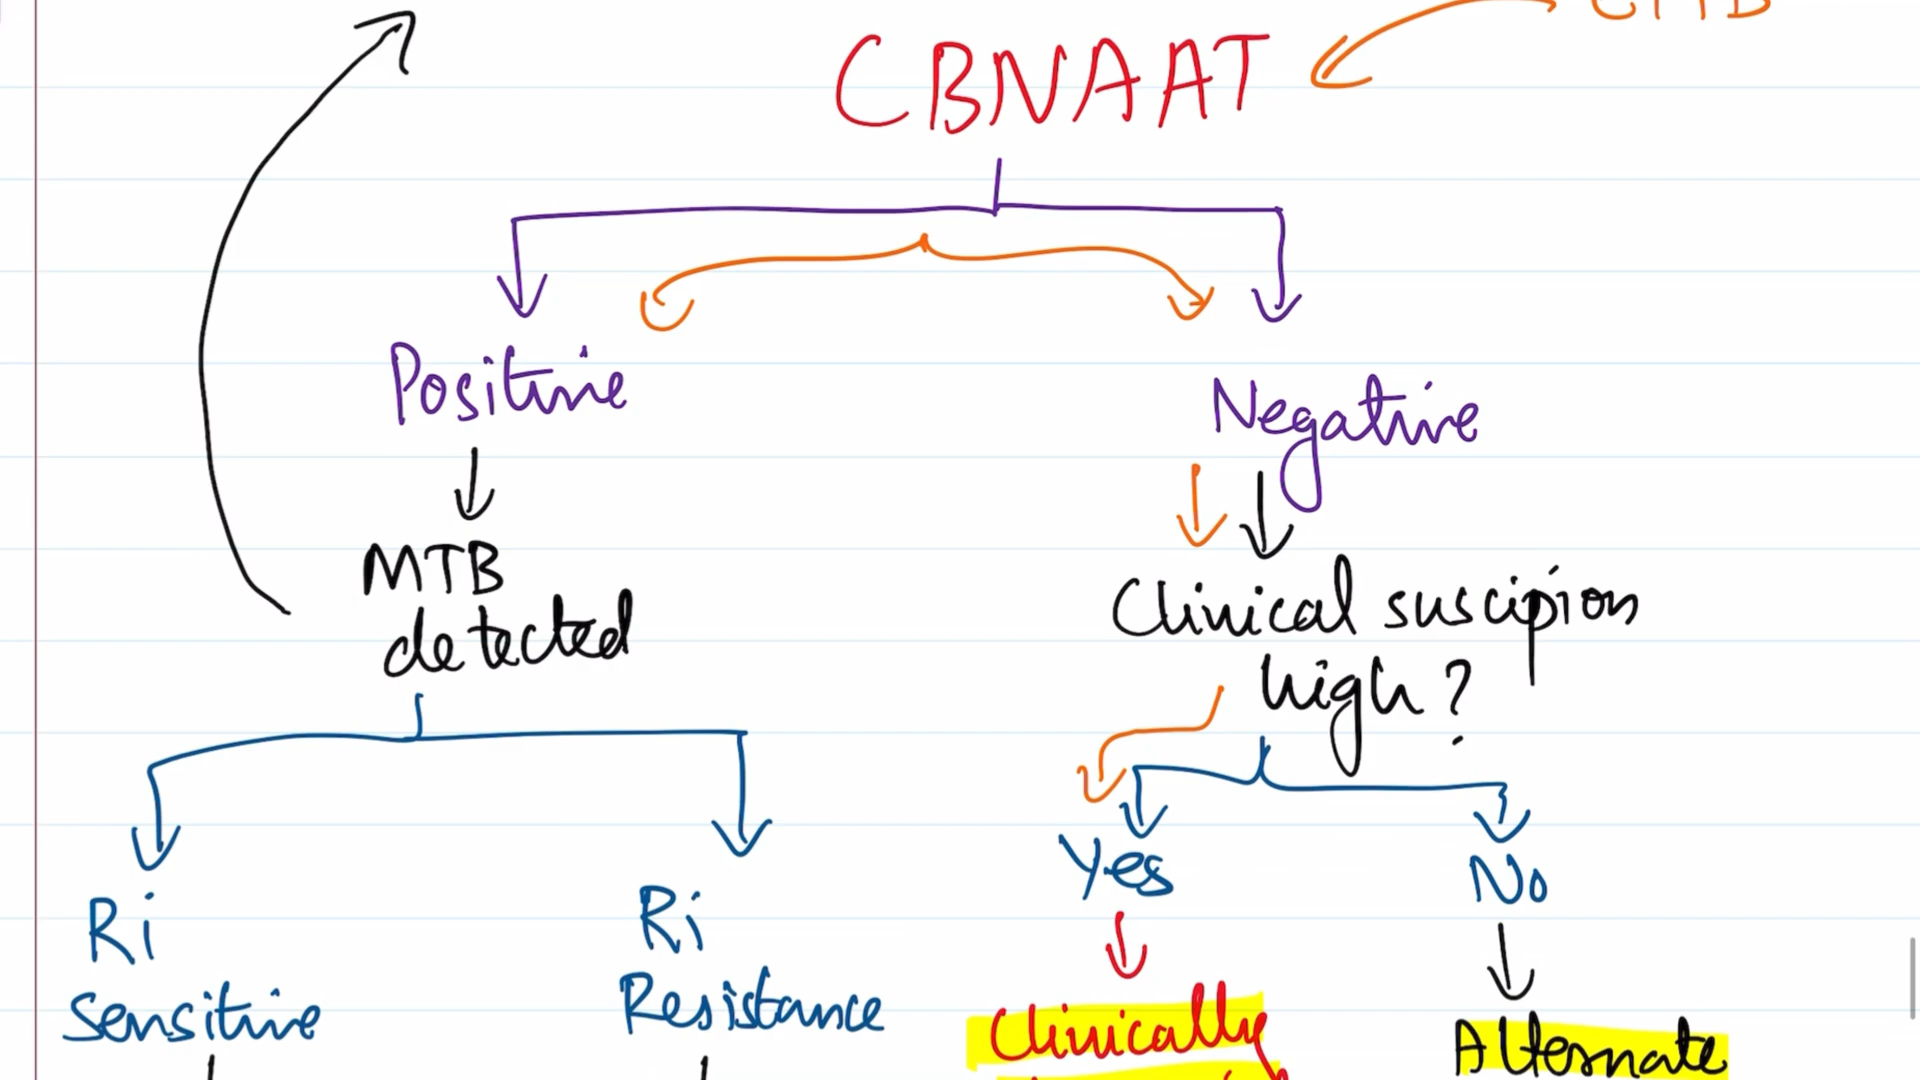 CBNAAT
Positive
Negative
MTB
detected
Clinical suscipion
high?
Yes
No
Ri
Sensitive
Ri
Resistance
Clinically
Alternate